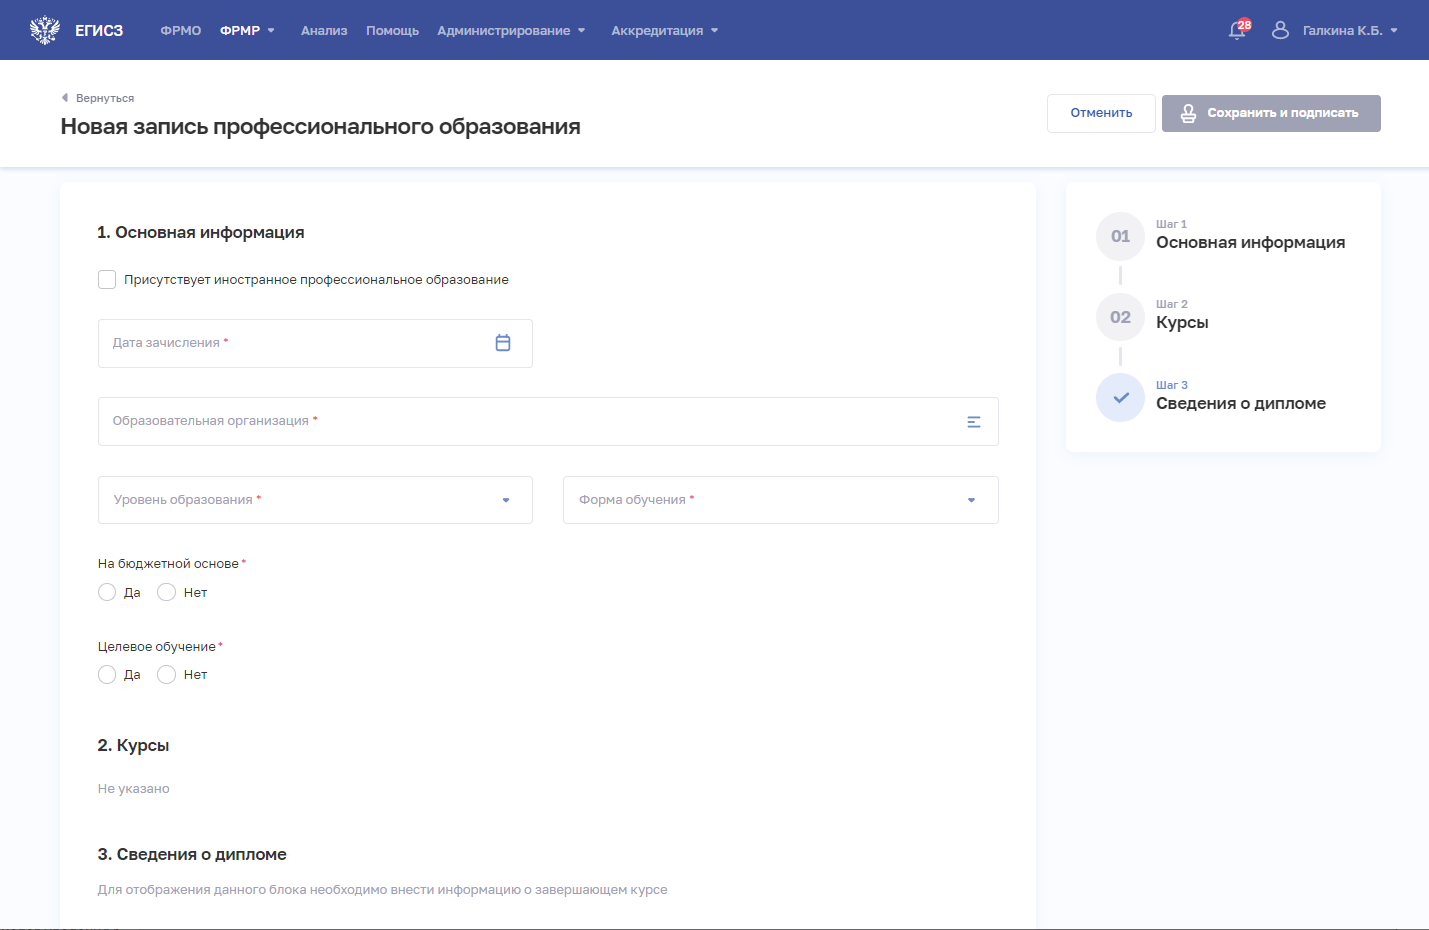 ЕГИСЗ ФРМО ФРМР Анализ Помощь Администрирование Аккредитация 28 Галкина К.Б.
Вернуться
Новая запись профессионального образования
Отменить Сохранить и подписать
1. Основная информация
Присутствует иностранное профессиональное образование
Дата зачисления *
Образовательная организация *
Уровень образования * Форма обучения *
На бюджетной основе *
Да Нет
Целевое обучение *
Да Нет
2. Курсы
Не указано
3. Сведения о дипломе
Для отображения данного блока необходимо внести информацию о завершающем курсе
01 Шаг 1
Основная информация
02 Шаг 2
Курсы
Шаг 3
Сведения о дипломе